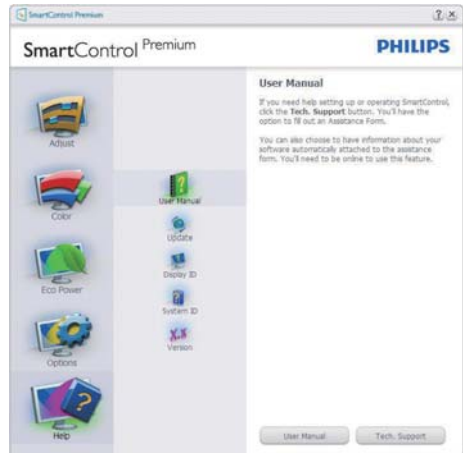 SmartControl Premium
SmartControl Premium
PHILIPS
Adjust
Color
Eco Power
Options
Help
User Manual
Update
Display ID
System ID
X.X
Version
User Manual
If you need help setting up or operating SmartControl,
click the Tech. Support button. You'll have the
option to fill out an Assistance Form.
You can also choose to have information about your
software automatically attached to the assistance
form. You'll need to be online to use this feature.
User Manual
Tech. Support